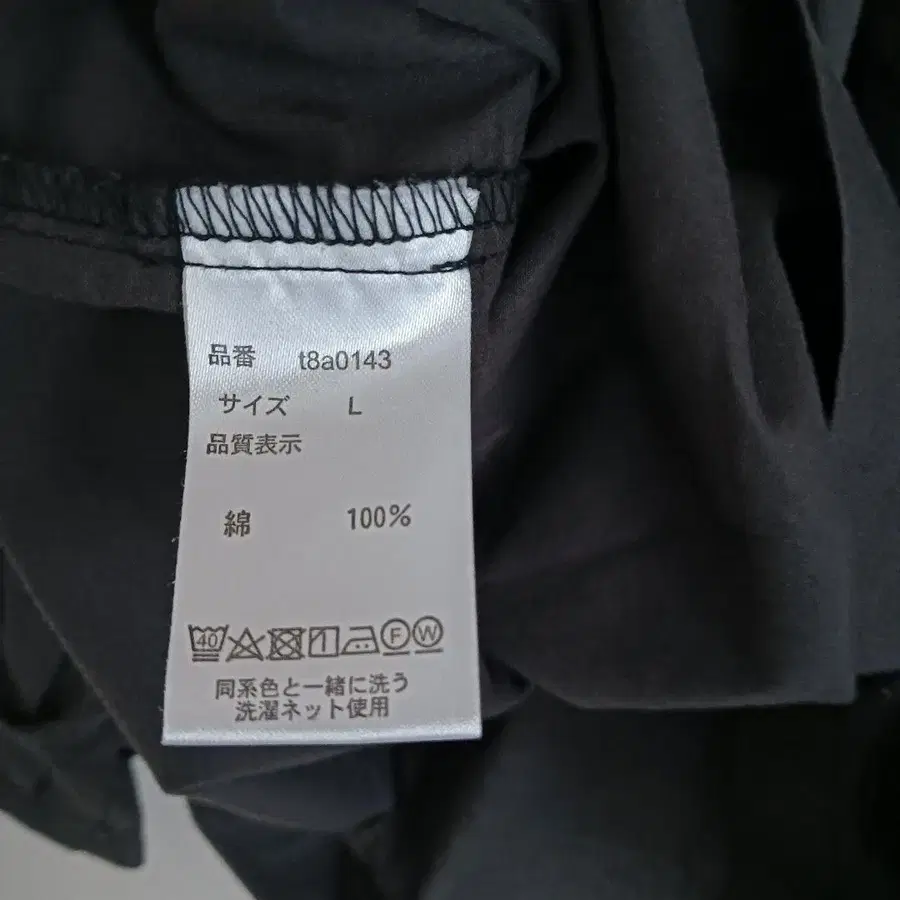 品番 t8a0143
サイズ L
品質表示
綿 100%
40 F W
同系色と一緒に洗う
洗濯ネット使用